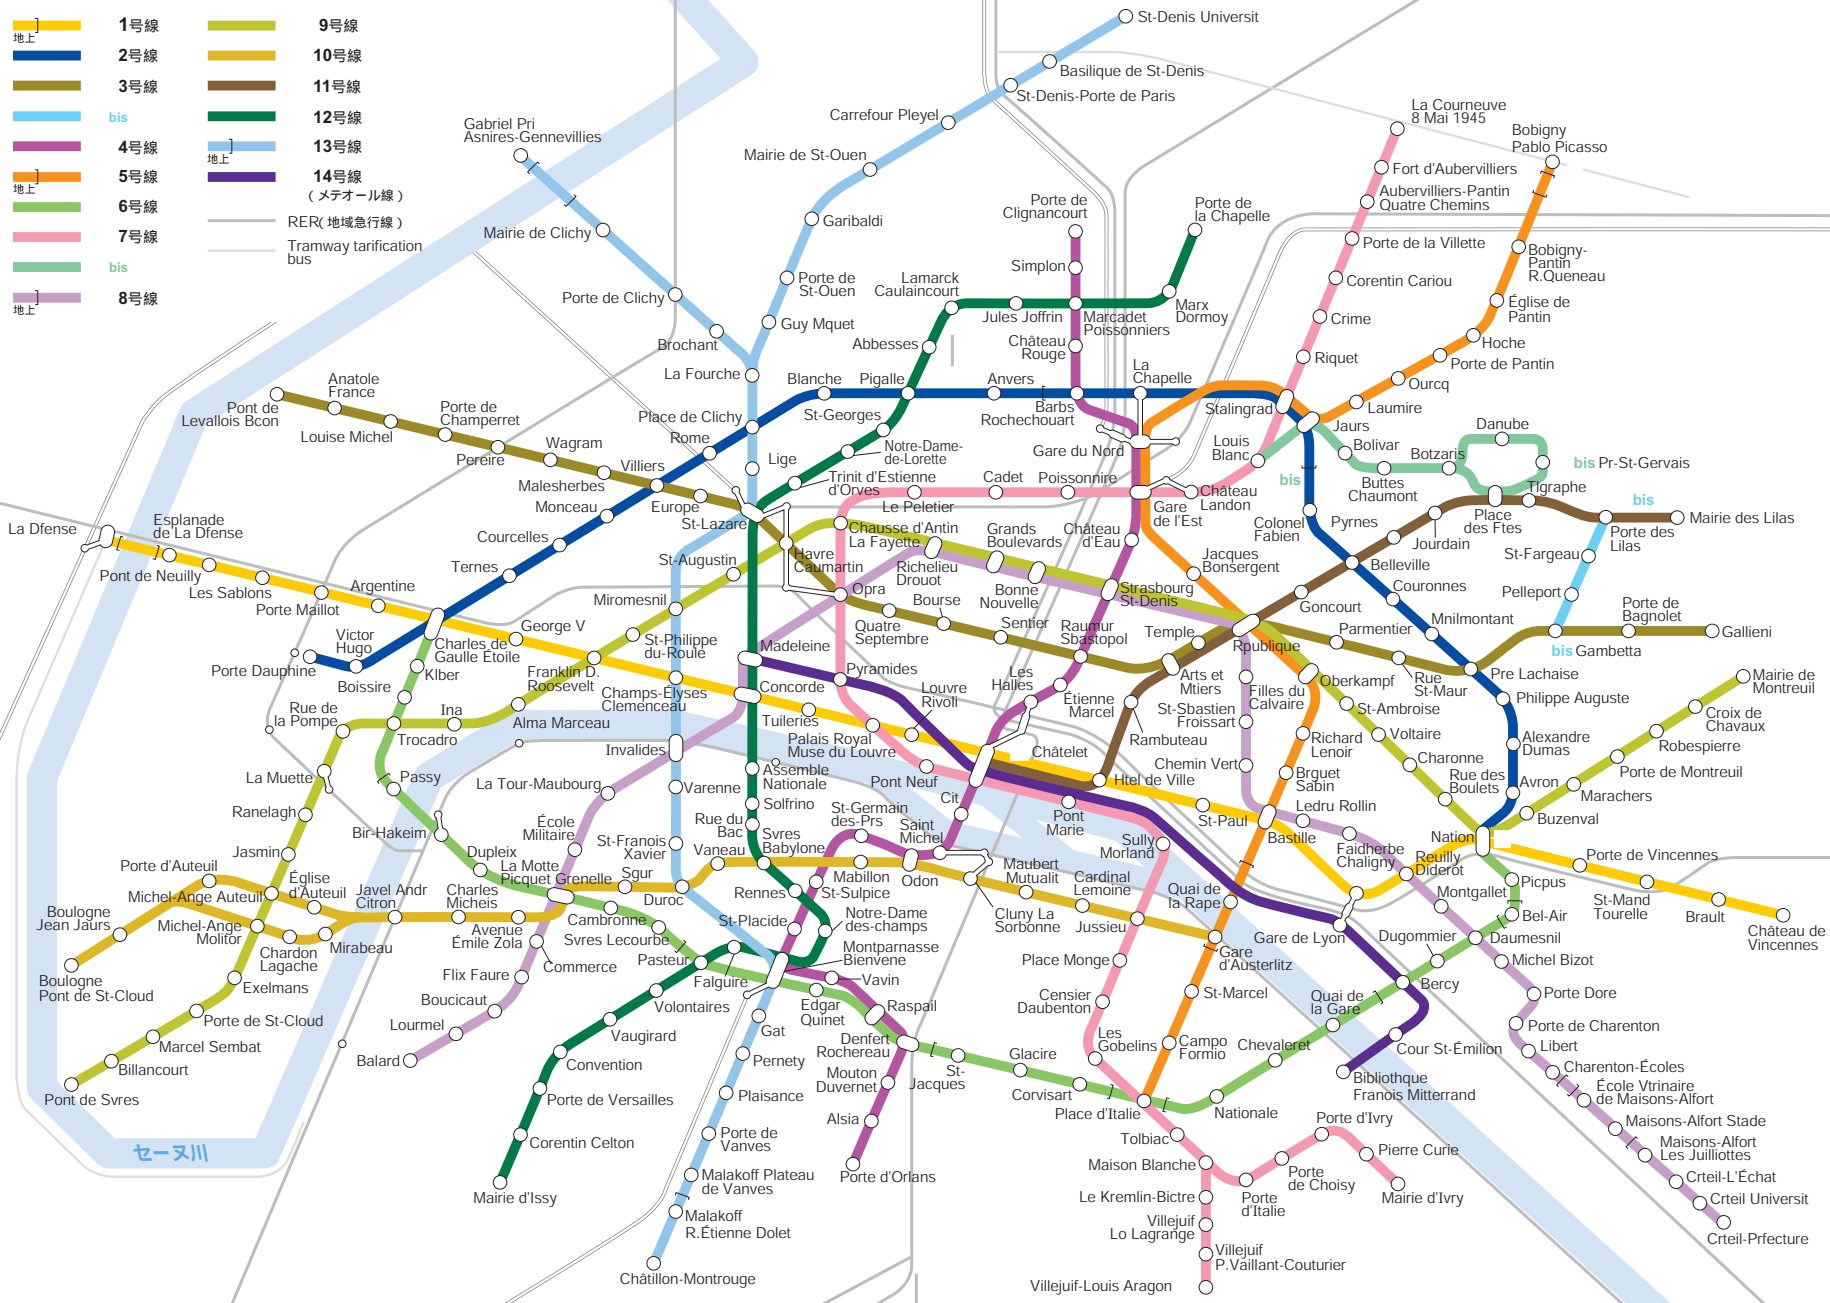 1号線
地上
2号線
3号線
bis
4号線
5号線
地上
6号線
7号線
bis
8号線
地上
9号線
10号線
11号線
12号線
13号線
地上
14号線
(メテオール線)
RER(地域急行線)
Tramway tarification
bus
St-Denis Universit
Basilique de St-Denis
St-Denis-Porte de Paris
Carrefour Pleyel
Mairie de St-Ouen
Garibaldi
Porte de
St-Ouen
Guy Mquet
Gabriel Pri
Asnires-Gennevillies
Mairie de Clichy
Porte de Clichy
Brochant
La Fourche
Place de Clichy
Lige
St-Lazare
Porte de
Clignancourt
Simplon
Marcadet
Poissonniers
Château
Rouge
Porte de
la Chapelle
Marx
Dormoy
Jules Joffrin
Lamarck
Caulaincourt
Abbesses
Pigalle
St-Georges
Notre-Dame-
de-Lorette
Trinit d'Estienne
d'Orves
La Courneuve
8 Mai 1945
Fort d'Aubervilliers
Aubervilliers-Pantin
Quatre Chemins
Porte de la Villette
Corentin Cariou
Crime
Riquet
Stalingrad
Louis
Blanc
Château
Landon
Bobigny
Pablo Picasso
Bobigny-
Pantin
R.Queneau
Église de
Pantin
Hoche
Porte de Pantin
Ourcq
Laumire
Jaurs
Bolivar
Buttes
Chaumont
Botzaris
Danube
bis Pr-St-Gervais
bis
Place
des Ftes
Tlgraphe
bis
Porte des
Lilas
Mairie des Lilas
St-Fargeau
Pelleport
bis Gambetta
Porte de
Bagnolet
Gallieni
Blanche
Anvers
Barbs
Rochechouart
La
Chapelle
Gare du Nord
Rome
Villiers
Monceau
Courcelles
Ternes
Victor
Hugo
Porte Dauphine
Anatole
France
Pont de
Levallois Bcon
Louise Michel
Porte de
Champerret
Pereire
Wagram
Malesherbes
Europe
Havre
Caumartin
Opra
Quatre
Septembre
Bourse
Sentier
Raumur
Sbastopol
Arts et
Mtiers
Temple
Rpublique
Parmentier
Rue
St-Maur
Pre Lachaise
Philippe Auguste
Alexandre
Dumas
Avron
Nation
Cadet
Poissonnire
Le Peletier
Gare
de l'Est
Chausse d'Antin
La Fayette
Grands
Boulevards
Richelieu
Drouot
Bonne
Nouvelle
Château
d'Eau
Strasbourg
St-Denis
Jacques
Bonsergent
Goncourt
Belleville
Colonel
Fabien
Pyrnes
Jourdain
Couronnes
Mnilmontant
La Dfense
Esplanade
de La Dfense
Pont de Neuilly
Les Sablons
Porte Maillot
Argentine
Charles de
Gaulle Étoile
George V
Franklin D.
Roosevelt
Champs-Élyses
Clemenceau
Concorde
Tuileries
Palais Royal
Muse du Louvre
Louvre
Rivoli
Châtelet
Htel de Ville
St-Paul
Bastille
Gare de Lyon
Reuilly
Diderot
St-Augustin
Miromesnil
St-Philippe
du-Roule
Madeleine
Pyramides
Les
Halles
Étienne
Marcel
Rambuteau
St-Sbastien
Froissart
Filles du
Calvaire
Chemin Vert
Oberkampf
St-Ambroise
Voltaire
Charonne
Rue des
Boulets
Richard
Lenoir
Brguet
Sabin
Ledru Rollin
Faidherbe
Chaligny
Mairie de
Montreuil
Croix de
Chavaux
Robespierre
Porte de Montreuil
Marachers
Buzenval
Porte de Vincennes
St-Mand
Tourelle
Brault
Château de
Vincennes
Boissire
Klber
Trocadro
Passy
Bir-Hakeim
Dupleix
La Motte
Picquet Grenelle
Cambronne
Svres Lecourbe
Pasteur
Ina
Alma Marceau
Rue de
la Pompe
La Muette
Ranelagh
Jasmin
Porte d'Auteuil
Michel-Ange Auteuil
Église
d'Auteuil
Javel Andr
Citron
Boulogne
Jean Jaurs
Michel-Ange
Molitor
Chardon
Lagache
Mirabeau
Boulogne
Pont de St-Cloud
Exelmans
Porte de St-Cloud
Marcel Sembat
Billancourt
Pont de Svres
セーヌ川
Charles
Micheis
Avenue
Émile Zola
Commerce
Flix Faure
Boucicaut
Lourmel
Balard
Invalides
La Tour-Maubourg
École
Militaire
Varenne
St-Franois
Xavier
Sgur
Duroc
Vaneau
Assemble
Nationale
Solfrino
Rue du
Bac
Svres
Babylone
Rennes
St-Placide
Notre-Dame
des-champs
Montparnasse
Bienvene
Falguire
Volontaires
Vaugirard
Convention
Porte de Versailles
Corentin Celton
Mairie d'Issy
St-Germain
des-Prs
Mabillon
St-Sulpice
Saint
Michel
Odon
Cit
Pont Neuf
Pont
Marie
Sully
Morland
Cluny La
Sorbonne
Maubert
Mutualit
Cardinal
Lemoine
Jussieu
Quai de
la Rape
Gare
d'Austerlitz
Place Monge
Censier
Daubenton
Les
Gobelins
St-Marcel
Campo
Formio
Place d'Italie
Vavin
Edgar
Quinet
Raspail
Denfert
Rochereau
Mouton
Duvernet
Alsia
Porte d'Orlans
Gat
Pernety
Plaisance
Porte de
Vanves
Malakoff Plateau
de Vanves
Malakoff
R.Étienne Dolet
Châtillon-Montrouge
St-
Jacques
Glacire
Corvisart
Nationale
Chevaleret
Quai de
la Gare
Bercy
Dugommier
Daumesnil
Bel-Air
Picpus
Montgallet
Michel Bizot
Porte Dore
Porte de Charenton
Libert
Charenton-Écoles
École Vtrinaire
de Maisons-Alfort
Maisons-Alfort Stade
Maisons-Alfort
Les Juilliottes
Crteil-L'Échat
Crteil Universit
Crteil-Prfecture
Cour St-Émilion
Bibliothque
Franois Mitterrand
Tolbiac
Maison Blanche
Le Kremlin-Bictre
Villejuif
Lo Lagrange
Villejuif
P.Vaillant-Couturier
Villejuif-Louis Aragon
Porte
d'Italie
Porte
de Choisy
Porte d'Ivry
Pierre Curie
Mairie d'Ivry